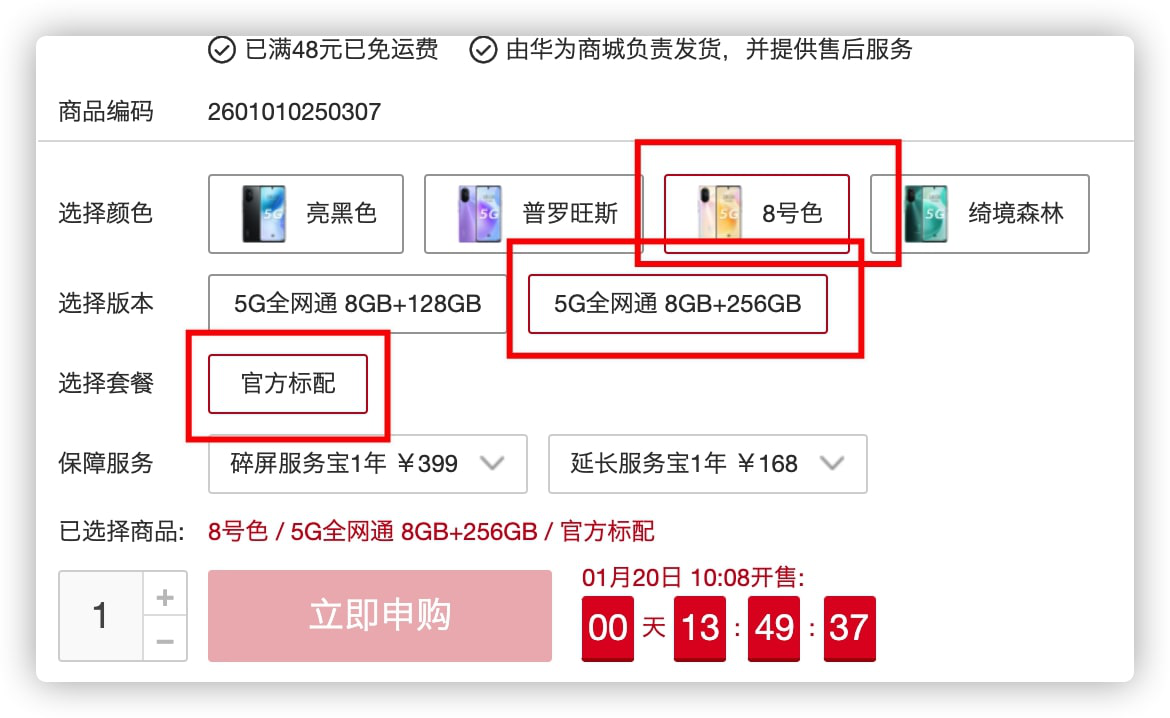 已满48元已免运费 由华为商城负责发货，并提供售后服务
商品编码 2601010250307
选择颜色 5G 亮黑色 5G 普罗旺斯 5G 8号色 5G 绮境森林
选择版本 5G全网通 8GB+128GB 5G全网通 8GB+256GB
选择套餐 官方标配
保障服务 碎屏服务宝1年 ￥399 延长服务宝1年 ￥168
已选择商品: 8号色 / 5G全网通 8GB+256GB / 官方标配
01月20日 10:08开售:
1 + − 立即申购 00 天 13 : 49 : 37